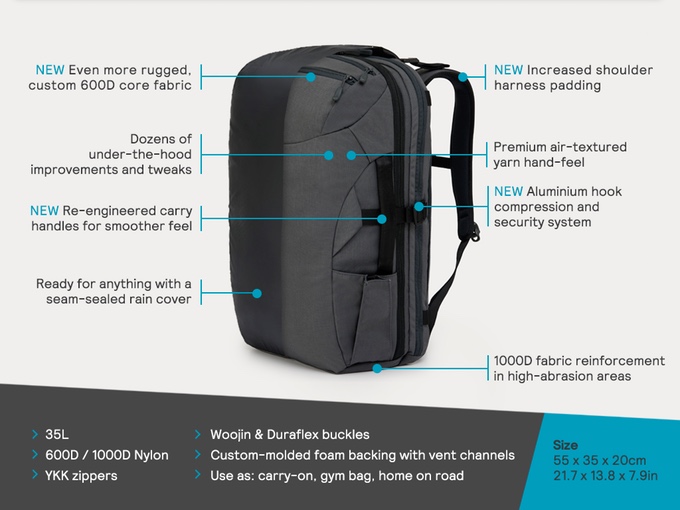 NEW Even more rugged,
custom 600D core fabric
Dozens of
under-the-hood
improvements and tweaks
NEW Re-engineered carry
handles for smoother feel
Ready for anything with a
seam-sealed rain cover
NEW Increased shoulder
harness padding
Premium air-textured
yarn hand-feel
NEW Aluminium hook
compression and
security system
1000D fabric reinforcement
in high-abrasion areas
35L
600D / 1000D Nylon
YKK zippers
Woojin & Duraflex buckles
Custom-molded foam backing with vent channels
Use as: carry-on, gym bag, home on road
Size
55 x 35 x 20cm
21.7 x 13.8 x 7.9in